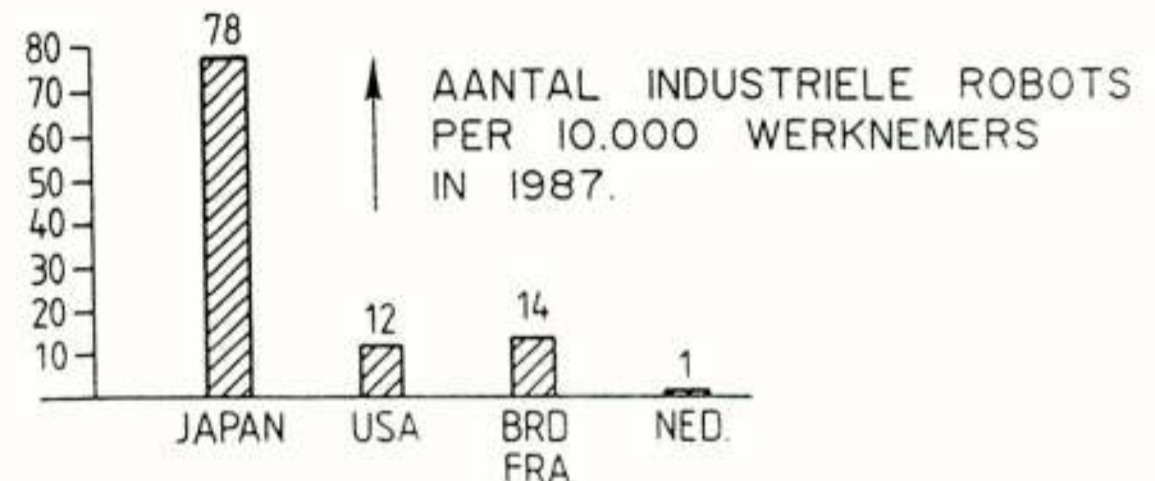 78
80
70
60
50
40
30
20
10
AANTAL INDUSTRIELE ROBOTS
PER 10.000 WERKNEMERS
IN 1987.
12
14
1
JAPAN USA BRD NED.
FRA